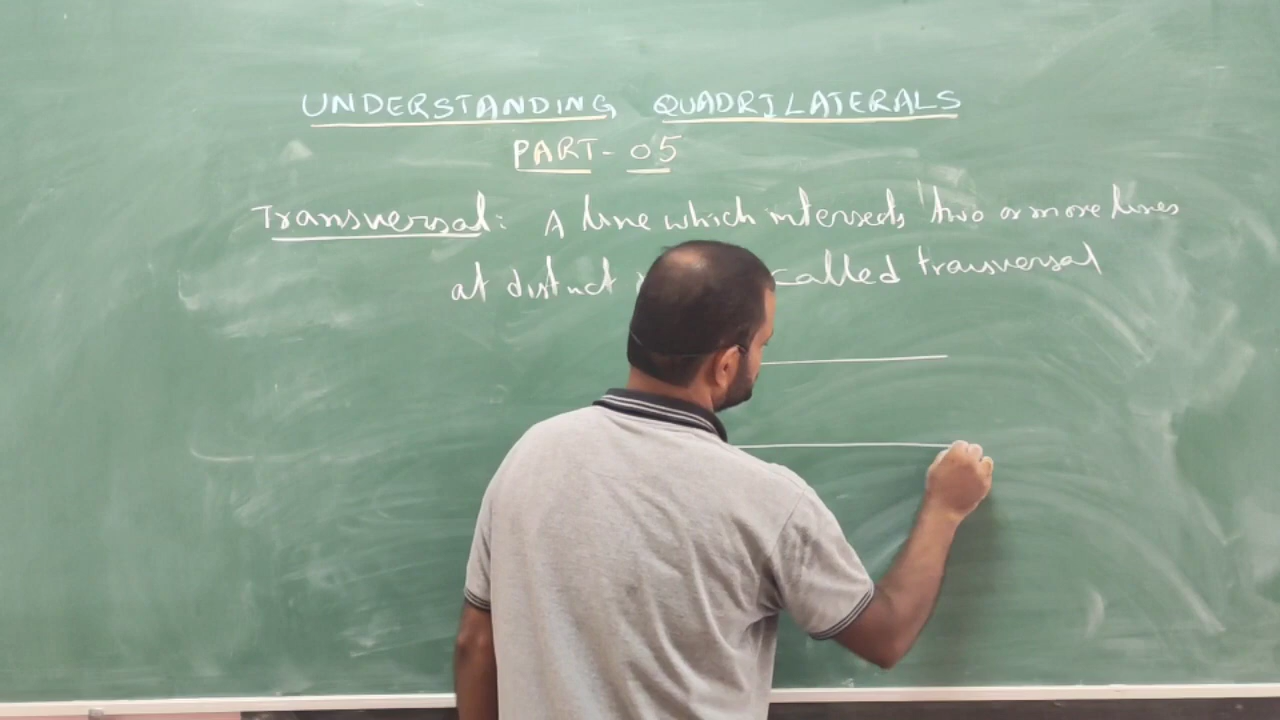 UNDERSTANDING QUADRILATERALS
PART- 05
Transversal: A line which intersects two or more lines
at distinct called transversal